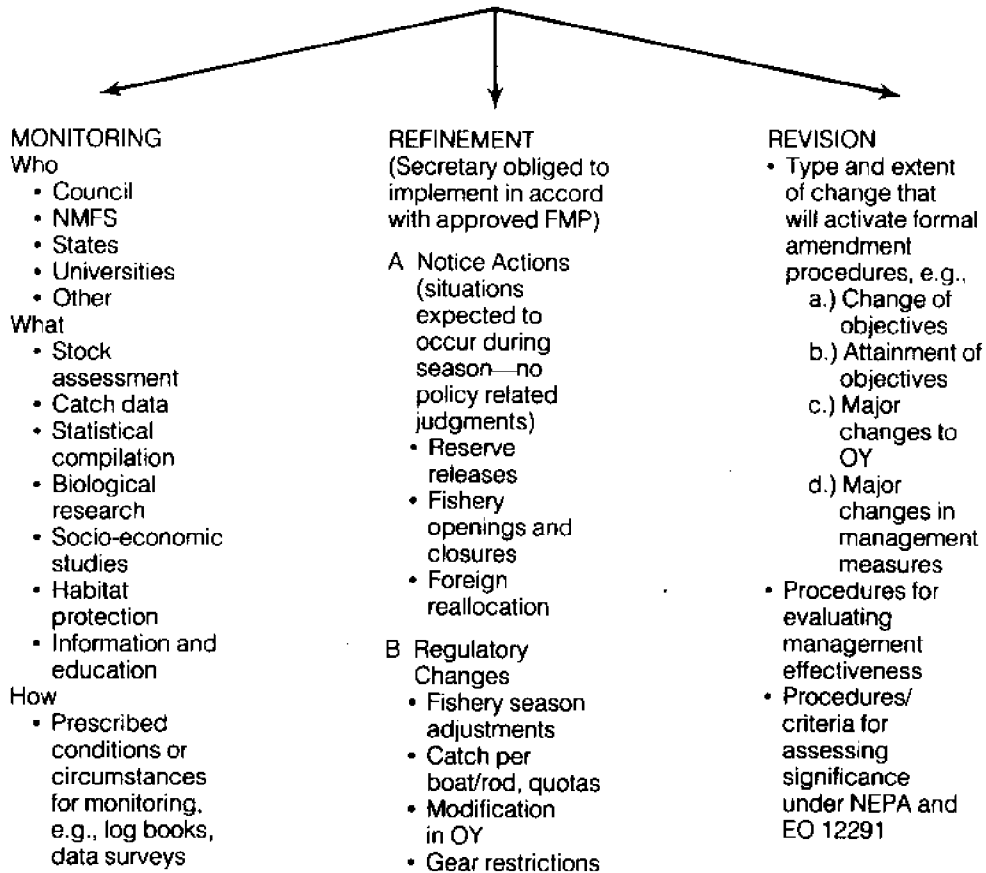 MONITORING
Who
• Council
• NMFS
• States
• Universities
• Other
What
• Stock
assessment
• Catch data
• Statistical
compilation
• Biological
research
• Socio-economic
studies
• Habitat
protection
• Information and
education
How
• Prescribed
conditions or
circumstances
for monitoring,
e.g., log books,
data surveys
REFINEMENT
(Secretary obliged to
implement in accord
with approved FMP)
A Notice Actions
(situations
expected to
occur during
season—no
policy related
judgments)
• Reserve
releases
• Fishery
openings and
closures
• Foreign
reallocation
B Regulatory
Changes
• Fishery season
adjustments
• Catch per
boat/rod, quotas
• Modification
in OY
• Gear restrictions
REVISION
• Type and extent
of change that
will activate formal
amendment
procedures, e.g.,
a.) Change of
objectives
b.) Attainment of
objectives
c.) Major
changes to
OY
d.) Major
changes in
management
measures
• Procedures for
evaluating
management
effectiveness
• Procedures/
criteria for
assessing
significance
under NEPA and
EO 12291